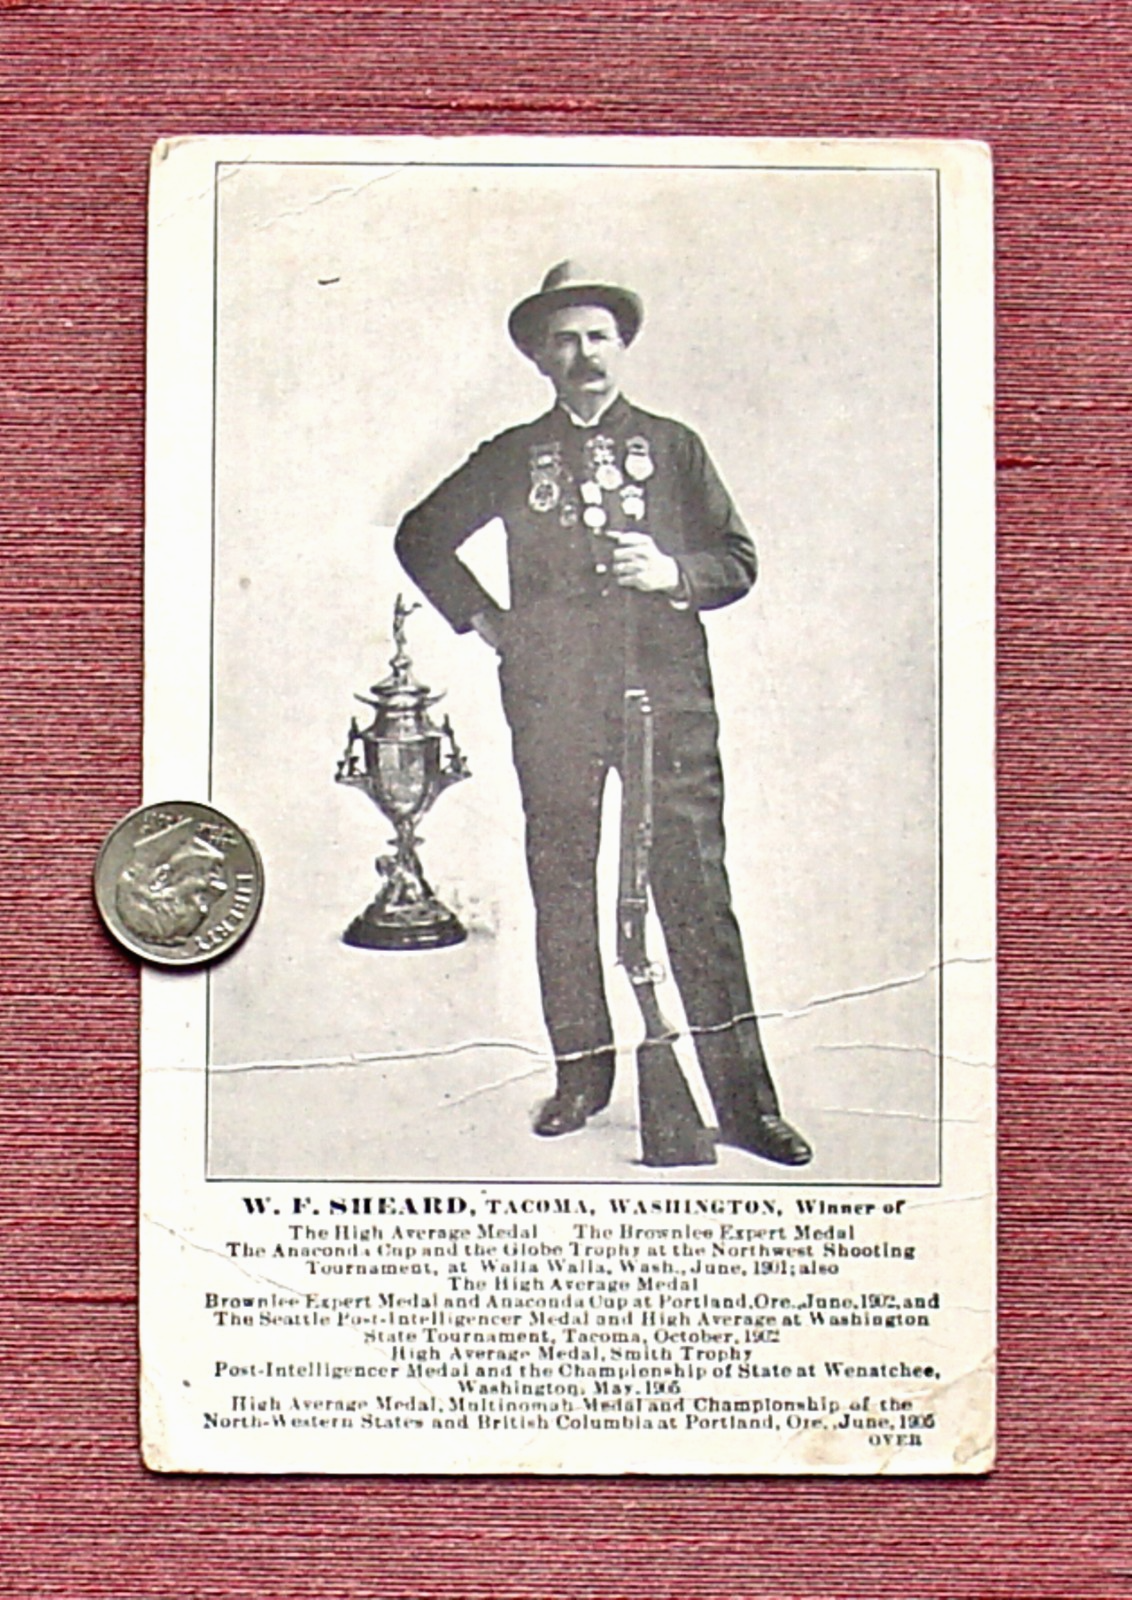 W. F. SHEARD, TACOMA, WASHINGTON, Winner of
The High Average Medal The Brownlee Expert Medal
The Anaconda Cup and the Globe Trophy at the Northwest Shooting
Tournament, at Walla Walla, Wash., June, 1901; also
The High Average Medal
Brownlee Expert Medal and Anaconda Cup at Portland, Ore., June, 1902, and
The Seattle Post-Intelligencer Medal and High Average at Washington
State Tournament, Tacoma, October, 1902
High Average Medal, Smith Trophy
Post-Intelligencer Medal and the Championship of State at Wenatchee,
Washington, May, 1905
High Average Medal, Multinomah Medal and Championship of the
North-Western States and British Columbia at Portland, Ore., June, 1905
OVER
LIBERTY